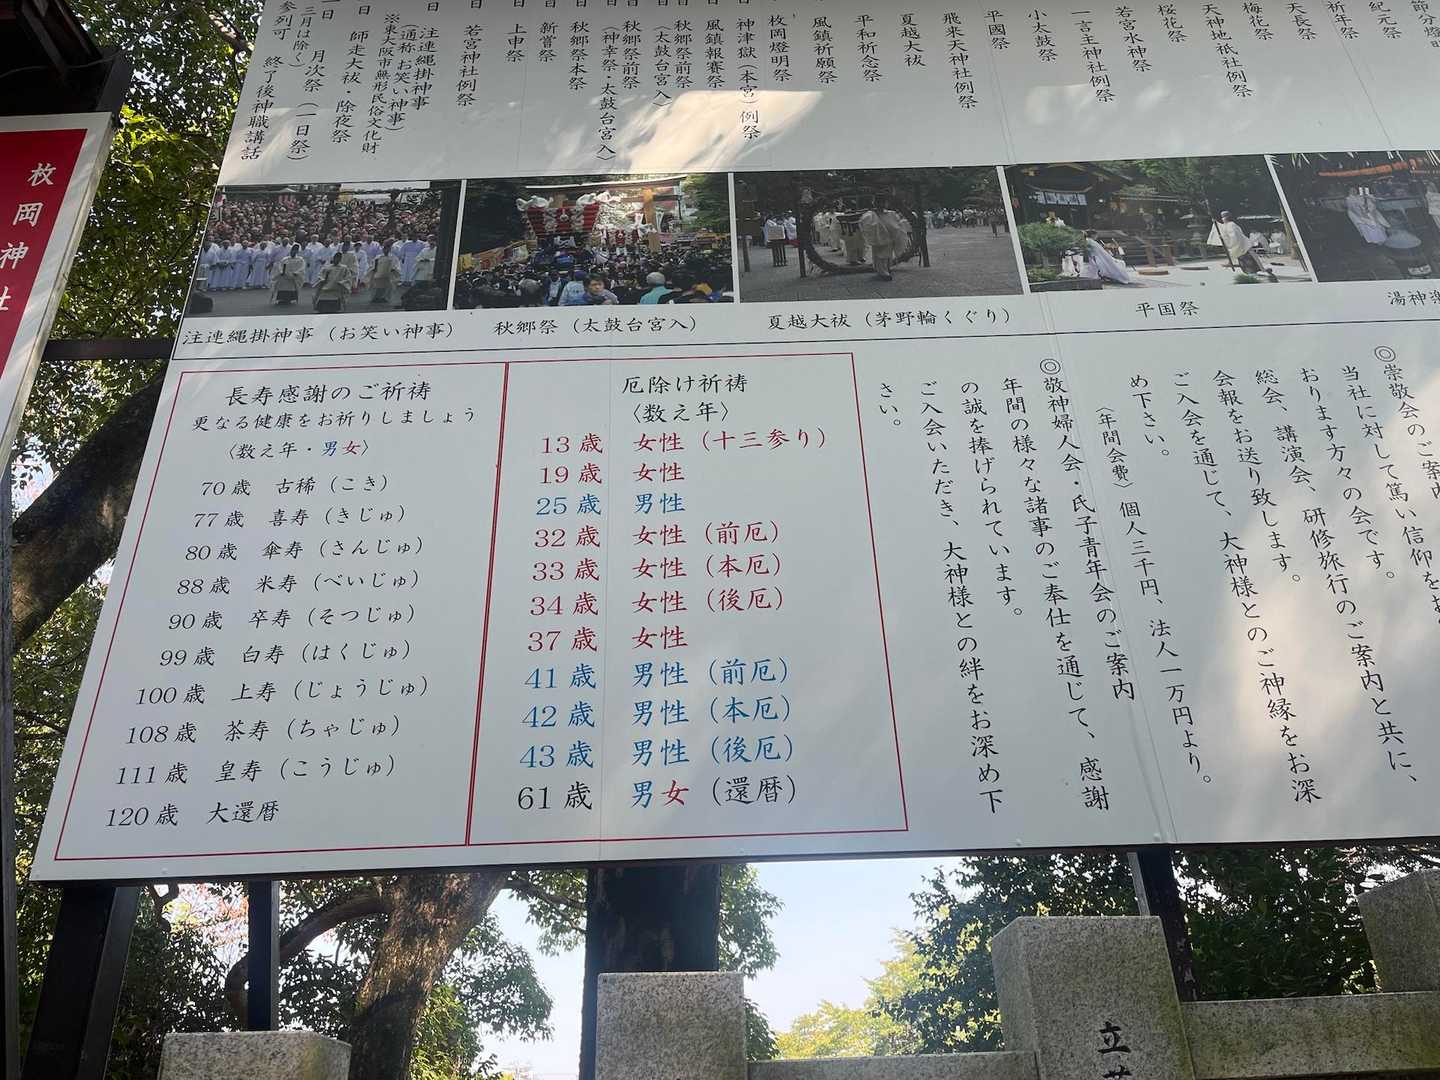 節分
紀元祭
祈年祭
天長祭
梅花祭
天神地祇社例祭
桜花祭
若宮水神祭
一言主神社例祭
小太鼓祭
平國祭
飛来天神社例祭
夏越大祓
平和祈念祭
風鎮祈願祭
枚岡燈明祭
神津嶽（本宮）例祭
風鎮報賽祭
秋郷祭前祭
（太鼓台宮入）
秋郷祭前祭
（神幸祭・太鼓台宮入）
秋郷祭本祭
新嘗祭
上申祭
若宮神社例祭
注連縄掛神事
（通称お笑い神事）
※東大阪市無形民俗文化財
師走大祓・除夜祭
月次祭（一日祭）
三月は除く）
参列可　終了後神職講話
枚岡神社
注連縄掛神事（お笑い神事）
秋郷祭（太鼓台宮入）
夏越大祓（茅野輪くぐり）
平国祭
湯神楽
◎崇敬会のご案内
当社に対して篤い信仰をお
おります方々の会です。
総会、講演会、研修旅行のご案内と共に、
会報をお送り致します。
ご入会を通じて、大神様とのご神縁をお深
め下さい。
〈年間会費〉個人三千円、法人一万円より。
◎敬神婦人会・氏子青年会のご案内
年間の様々な諸事のご奉仕を通じて、感謝
の誠を捧げられています。
ご入会いただき、大神様との絆をお深め下
さい。
厄除け祈祷
〈数え年〉
13歳　女性（十三参り）
19歳　女性
25歳　男性
32歳　女性（前厄）
33歳　女性（本厄）
34歳　女性（後厄）
37歳　女性
41歳　男性（前厄）
42歳　男性（本厄）
43歳　男性（後厄）
61歳　男女（還暦）
長寿感謝のご祈祷
更なる健康をお祈りしましょう
〈数え年・男女〉
70歳　古稀（こき）
77歳　喜寿（きじゅ）
80歳　傘寿（さんじゅ）
88歳　米寿（べいじゅ）
90歳　卒寿（そつじゅ）
99歳　白寿（はくじゅ）
100歳　上寿（じょうじゅ）
108歳　茶寿（ちゃじゅ）
111歳　皇寿（こうじゅ）
120歳　大還暦
立